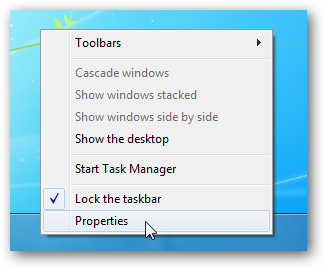 Toolbars
Cascade windows
Show windows stacked
Show windows side by side
Show the desktop
Start Task Manager
Lock the taskbar
Properties